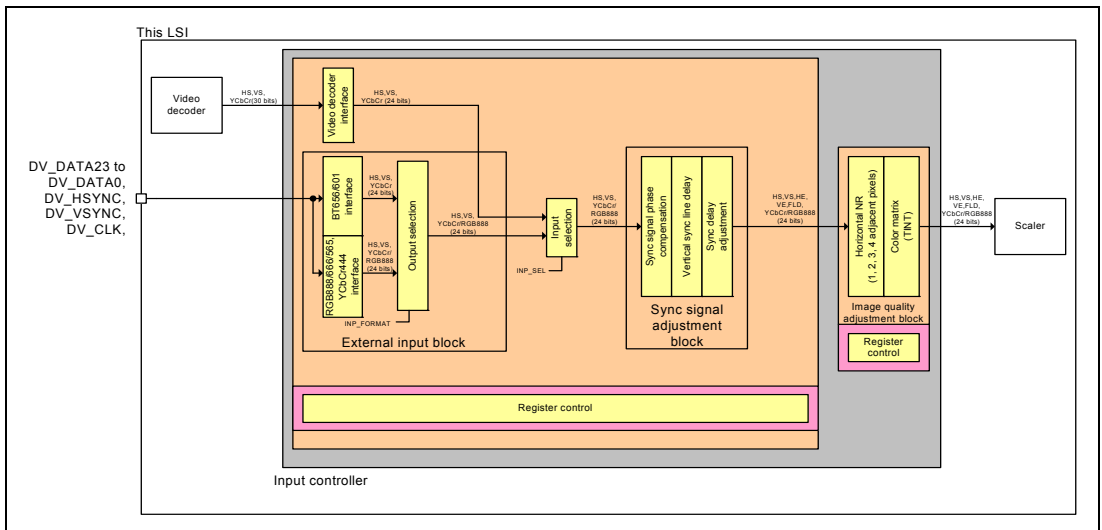 This LSI
Video
decoder
HS,VS,
YCbCr(30 bits)
Video decoder
interface
HS,VS,
YCbCr (24 bits)
DV_DATA23 to
DV_DATA0,
DV_HSYNC,
DV_VSYNC,
DV_CLK,
BT656/601
interface
HS,VS,
YCbCr
(24 bits)
RGB888/666/565,
YCbCr444
interface
HS,VS,
YCbCr/
RGB888
(24 bits)
Output selection
INP_FORMAT
External input block
HS,VS,
YCbCr/RGB888
(24 bits)
Input
selection
INP_SEL
HS,VS,
YCbCr/
RGB888
(24 bits)
Sync signal phase
compensation
Vertical sync line delay
Sync delay
adjustment
Sync signal
adjustment
block
HS,VS,HE,
VE,FLD,
YCbCr/RGB888
(24 bits)
Horizontal NR
(1, 2, 3, 4 adjacent pixels)
Color matrix
(TINT)
Image quality
adjustment block
Register
control
HS,VS,HE,
VE,FLD,
YCbCr/RGB888
(24 bits)
Scaler
Register control
Input controller